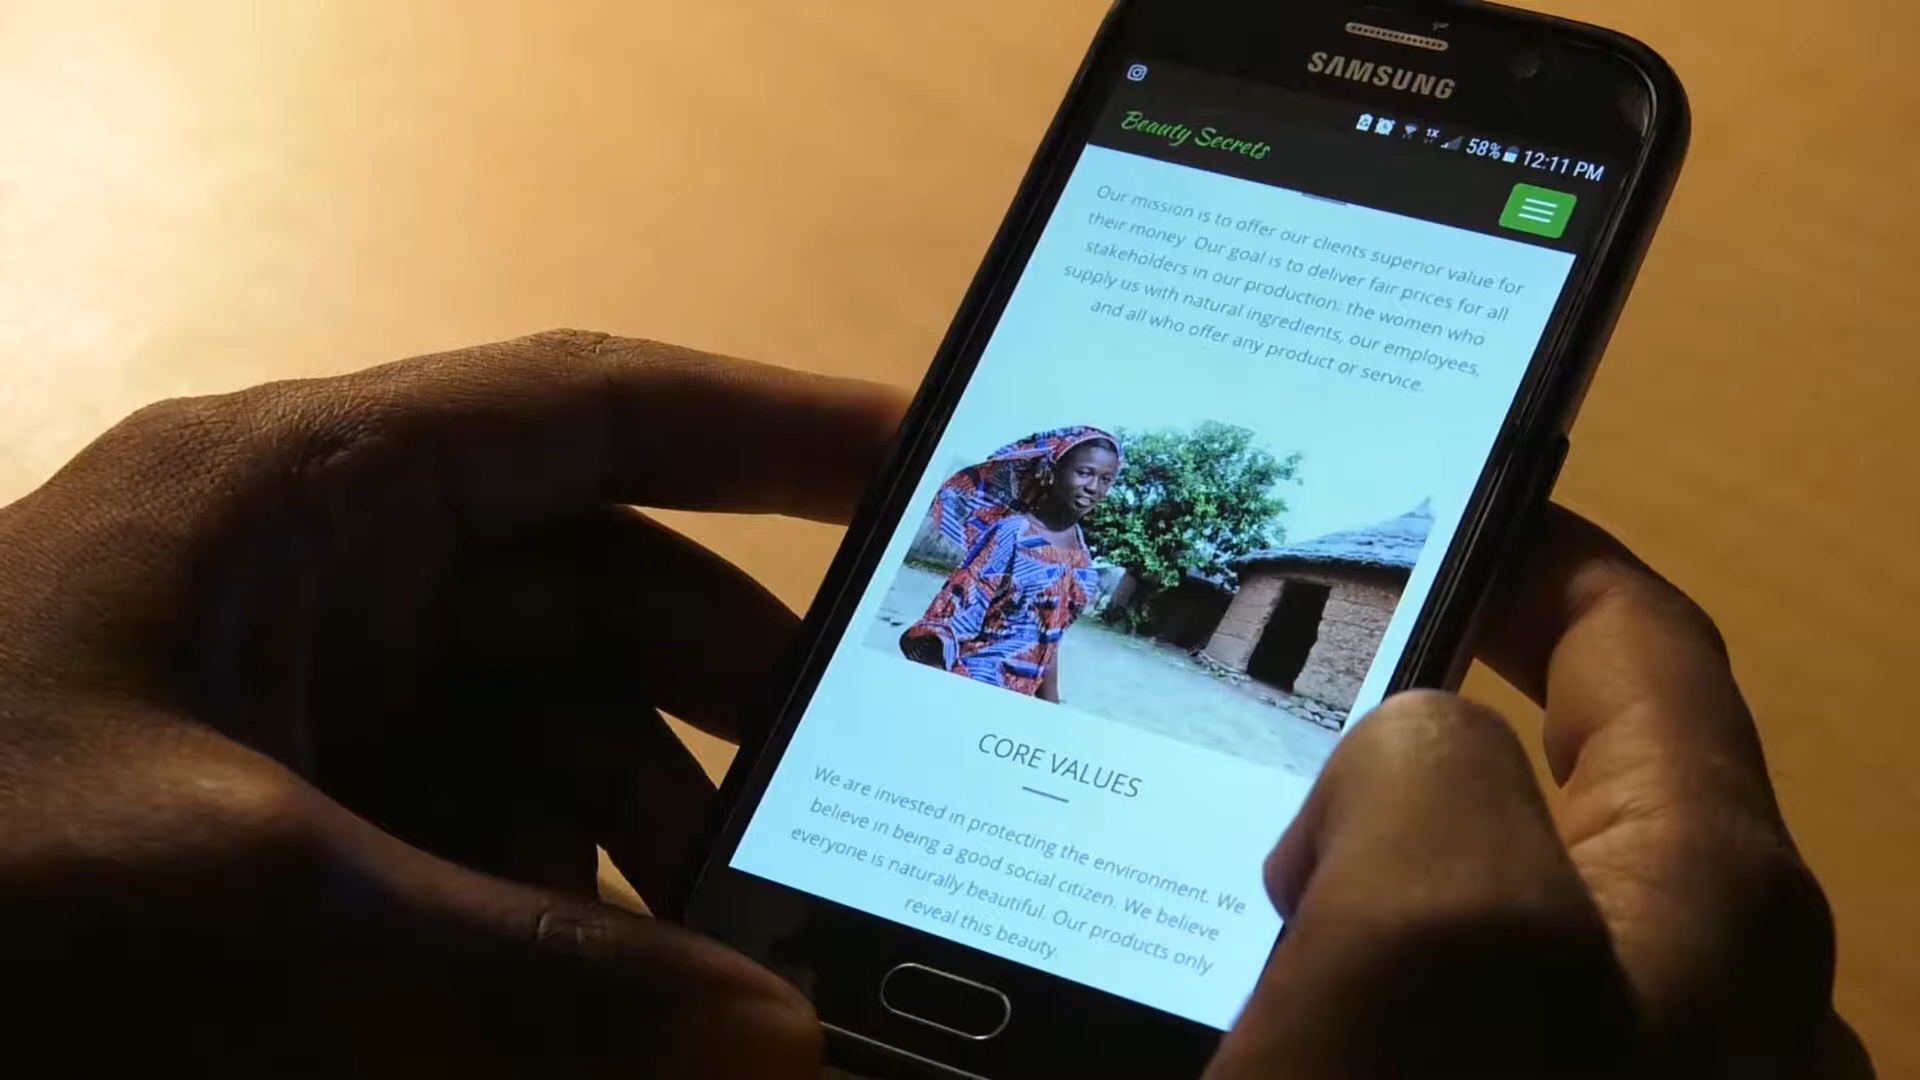 SAMSUNG
1X 58% 12:11 PM
Beauty Secrets
Our mission is to offer our clients superior value for
their money. Our goal is to deliver fair prices for all
stakeholders in our production: the women who
supply us with natural ingredients, our employees,
and all who offer any product or service.
CORE VALUES
We are invested in protecting the environment. We
believe in being a good social citizen. We believe
everyone is naturally beautiful. Our products only
reveal this beauty.